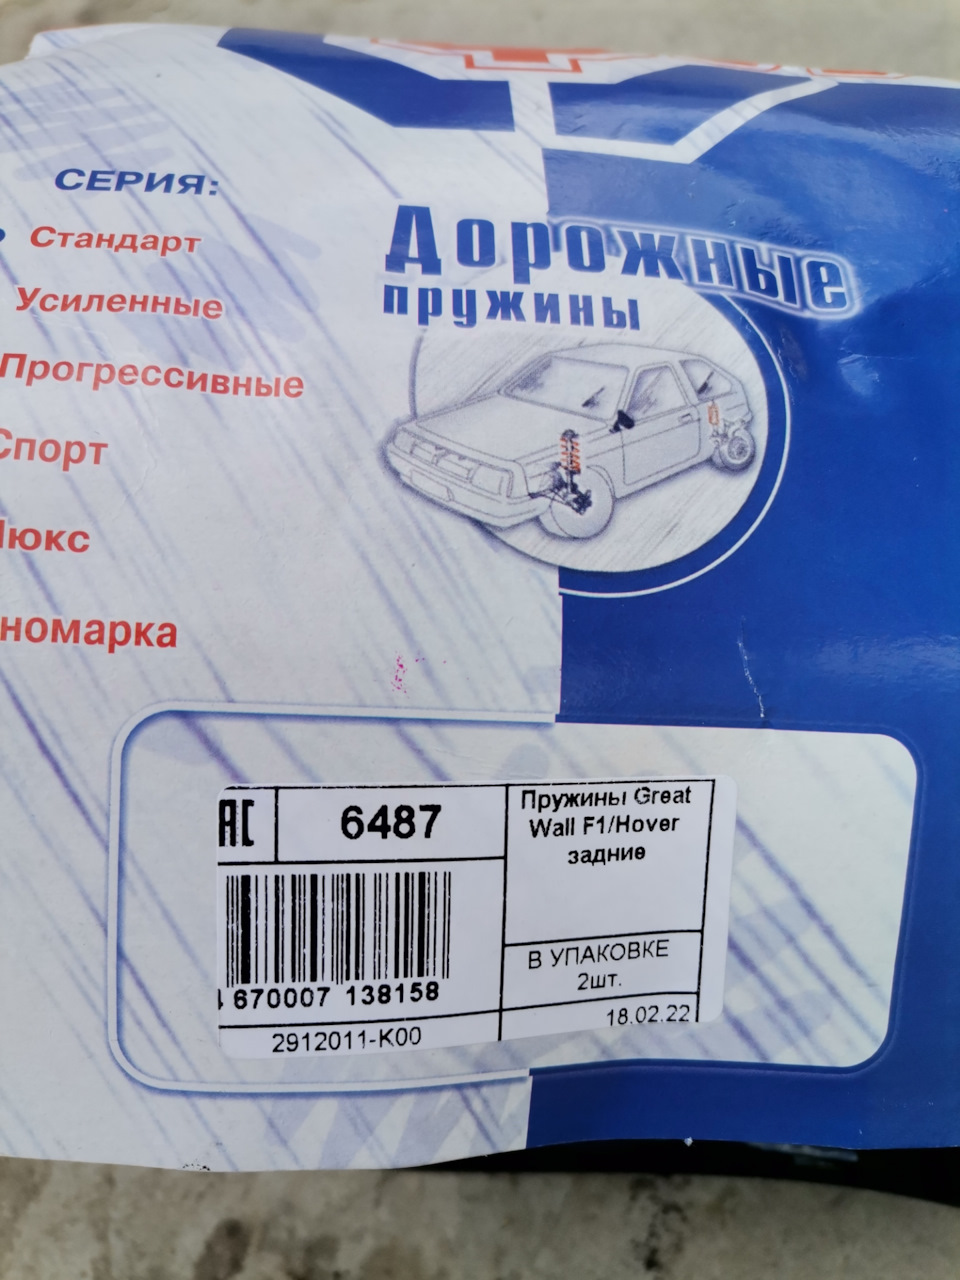 СЕРИЯ:
Стандарт
Усиленные
Прогрессивные
Спорт
Люкс
номарка
Дорожные
пружины
EAC
6487
Пружины Great
Wall F1/Hover
задние
В УПАКОВКЕ
2шт.
18.02.22
4 670007 138158
2912011-K00